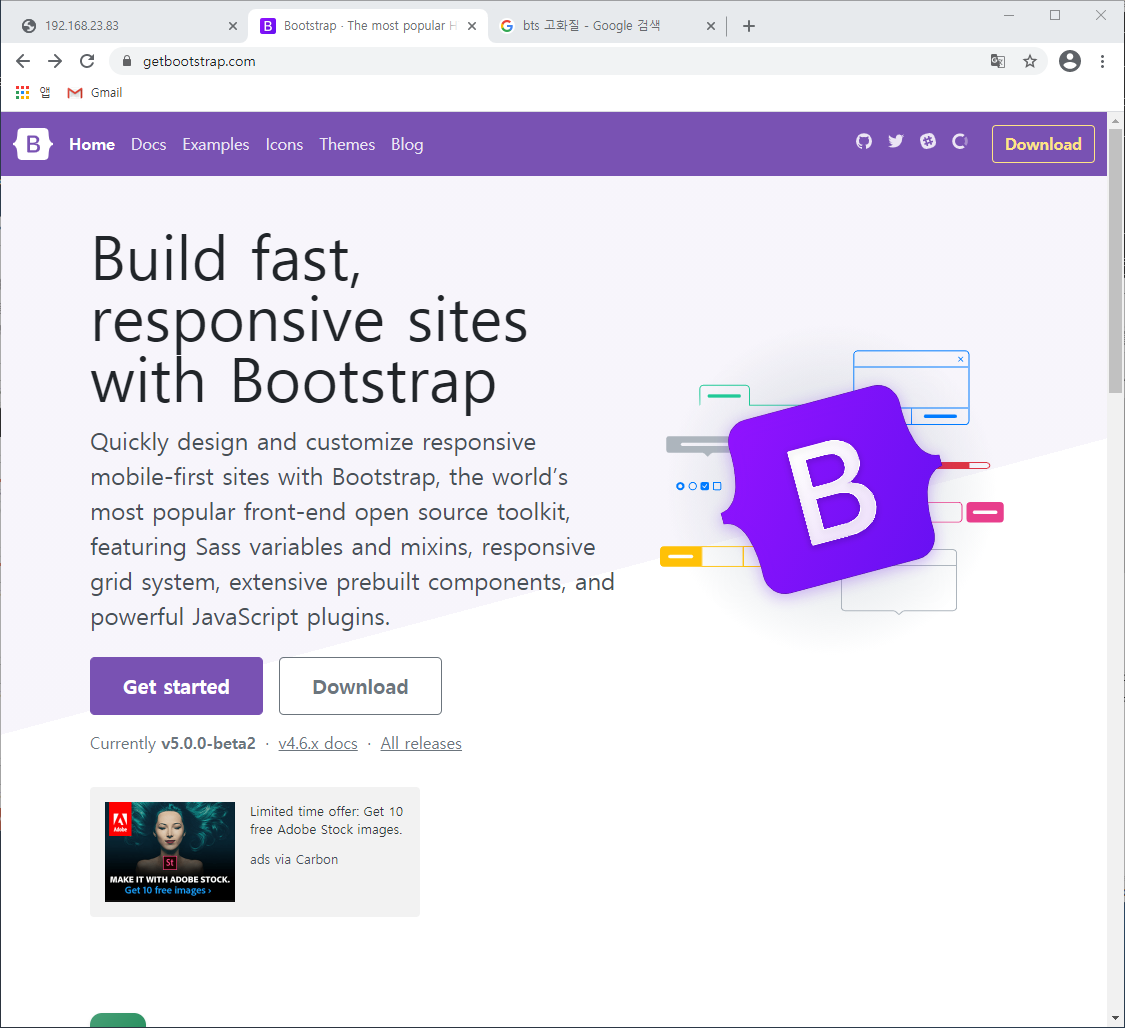 192.168.23.83
Bootstrap · The most popular H
bts 고화질 - Google 검색
getbootstrap.com
앱
Gmail
B Home Docs Examples Icons Themes Blog
Download
Build fast,
responsive sites
with Bootstrap
Quickly design and customize responsive
mobile-first sites with Bootstrap, the world’s
most popular front-end open source toolkit,
featuring Sass variables and mixins, responsive
grid system, extensive prebuilt components, and
powerful JavaScript plugins.
B
Get started
Download
Currently v5.0.0-beta2 · v4.6.x docs · All releases
Adobe
St
MAKE IT WITH ADOBE STOCK.
Get 10 free images ›
Limited time offer: Get 10
free Adobe Stock images.
ads via Carbon